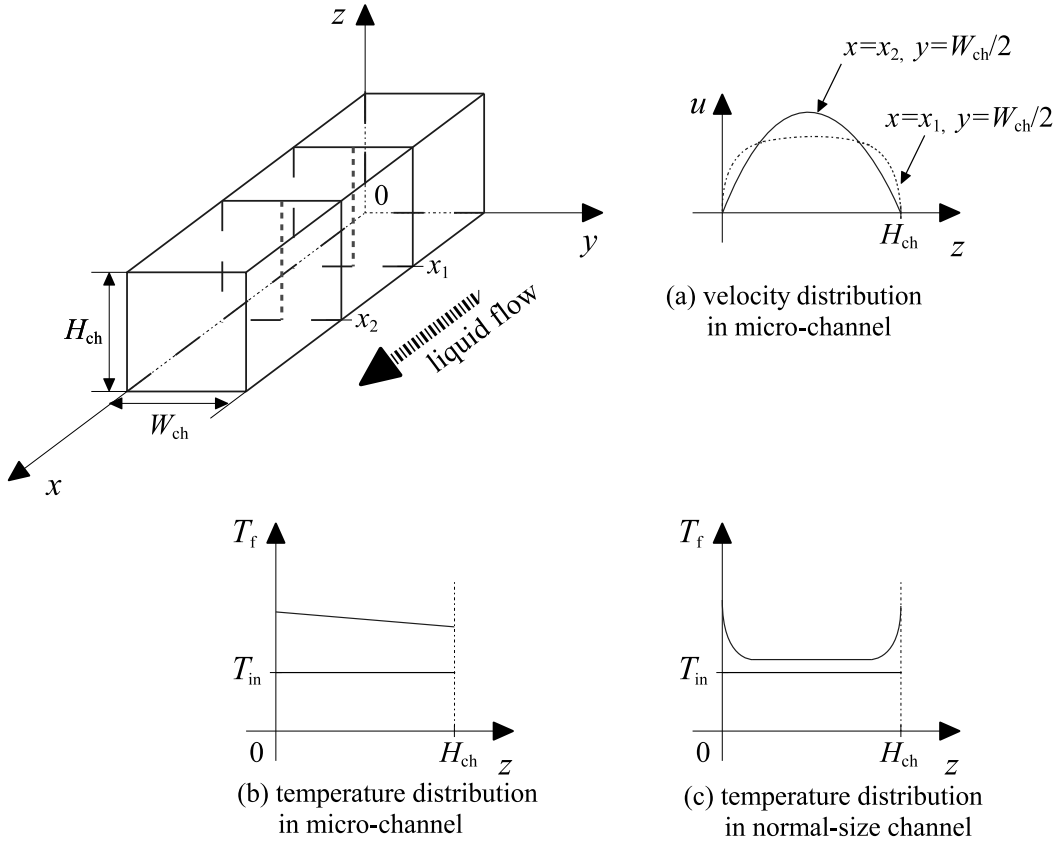 z
0
y
x₁
x₂
H_ch
W_ch
liquid flow
x
x=x₂, y=W_ch/2
u
x=x₁, y=W_ch/2
H_ch
z
(a) velocity distribution
in micro-channel
T_f
T_in
0
H_ch
z
(b) temperature distribution
in micro-channel
T_f
T_in
0
H_ch
z
(c) temperature distribution
in normal-size channel